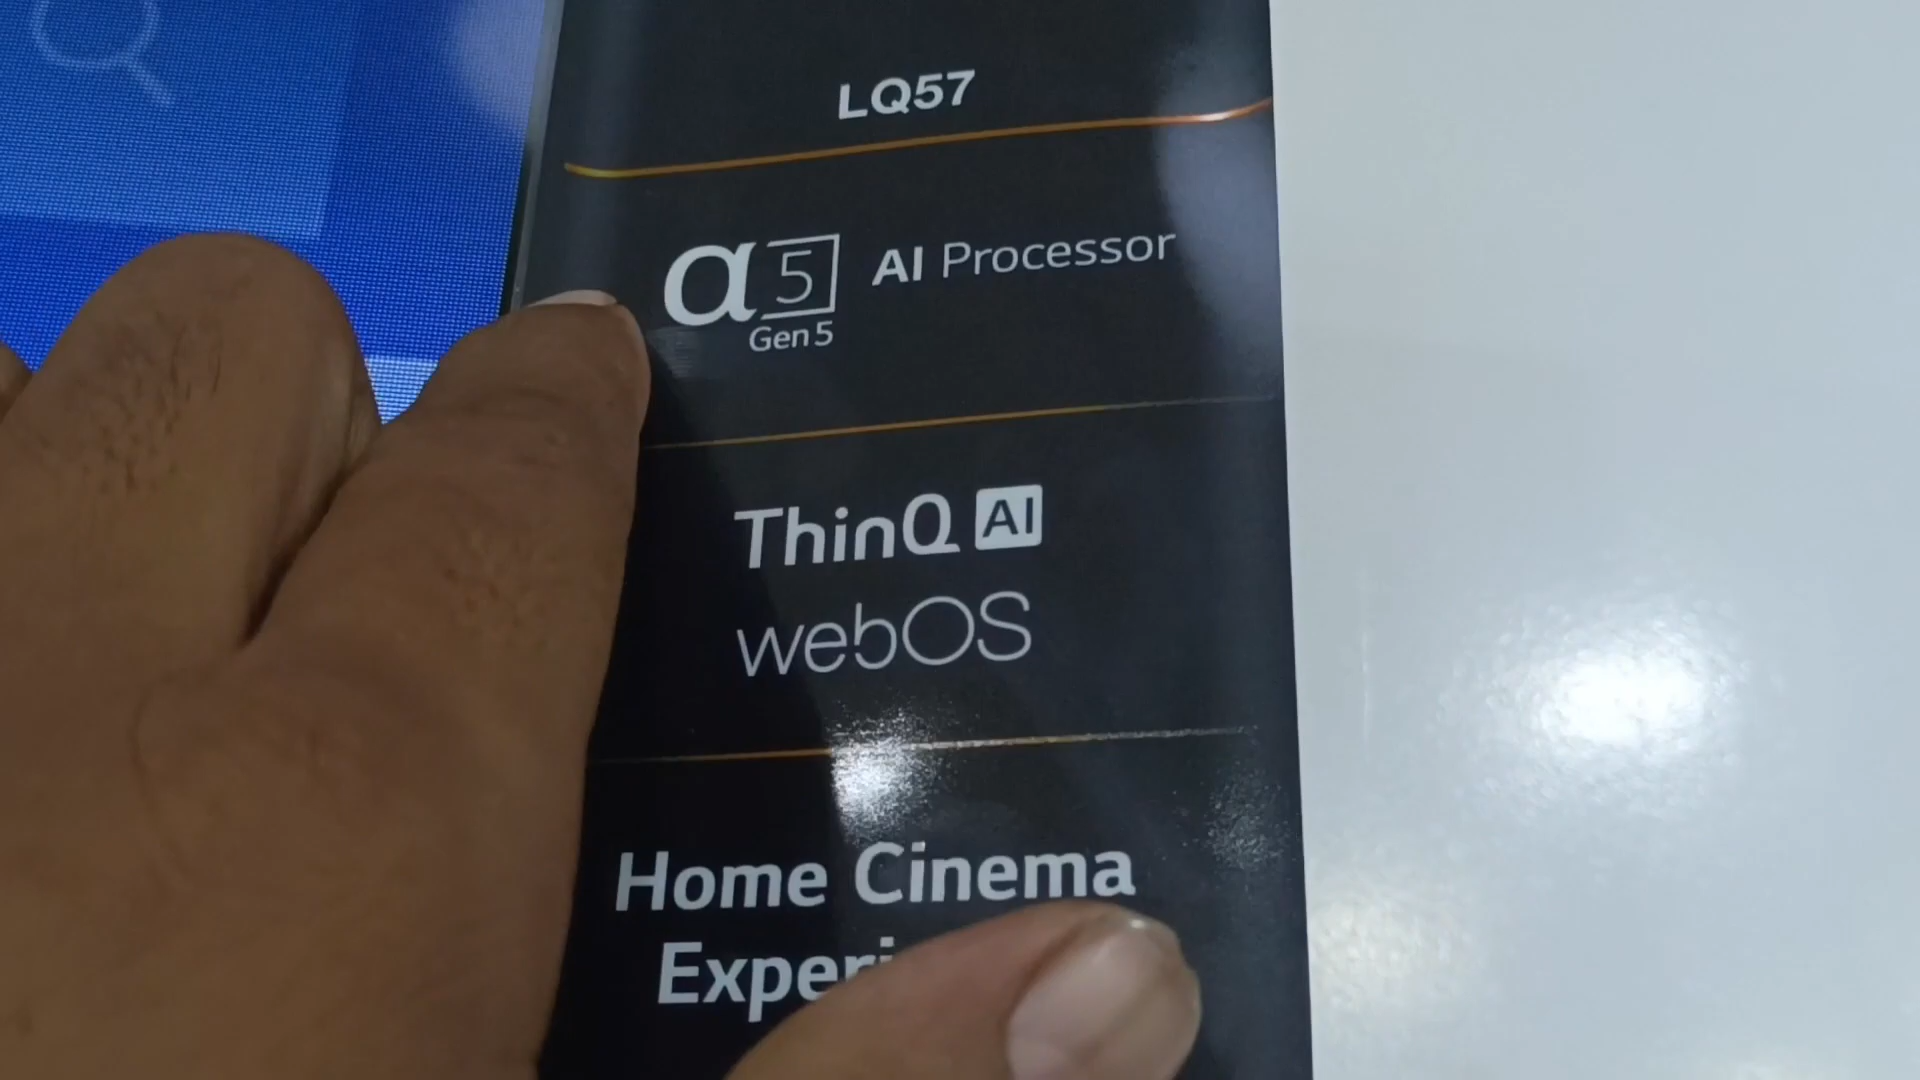 LQ57
α5 AI Processor
Gen5
ThinQ AI
webOS
Home Cinema